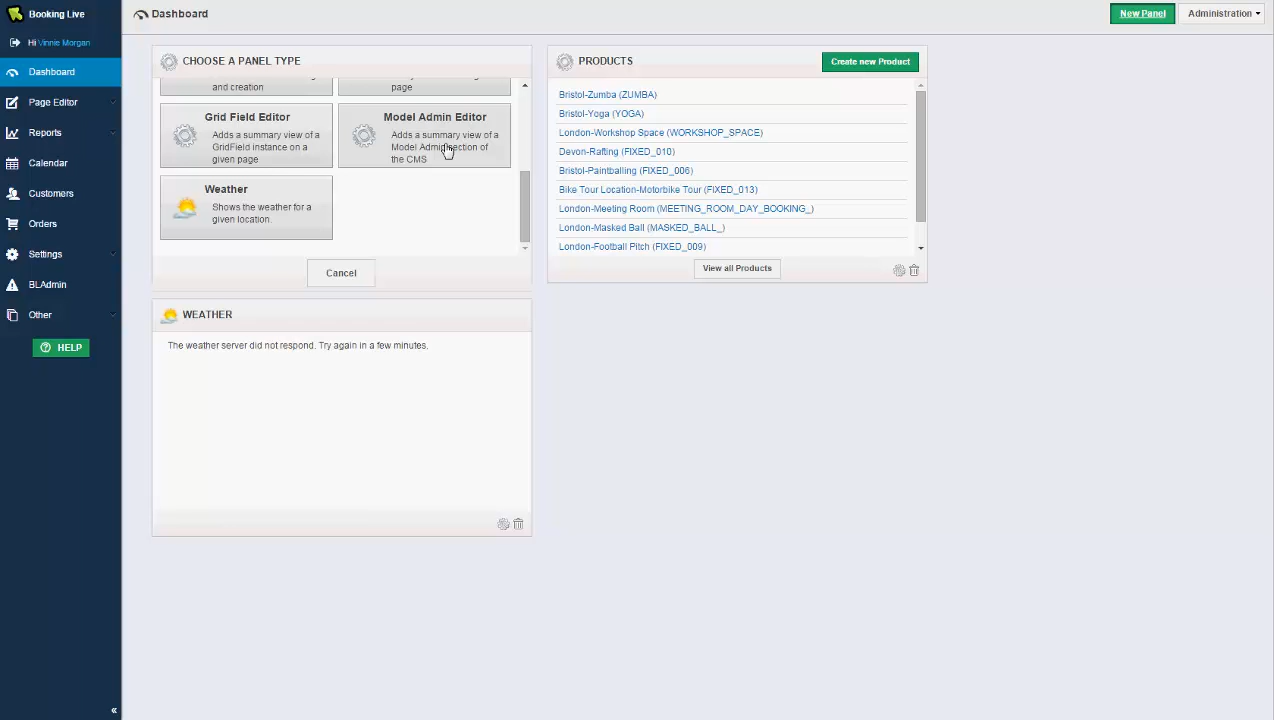 Booking Live
Dashboard
New Panel
Administration
Hi Vinnie Morgan
Dashboard
Page Editor
Reports
Calendar
Customers
Orders
Settings
BLAdmin
Other
HELP
«
CHOOSE A PANEL TYPE
and creation
page
Grid Field Editor
Adds a summary view of a
GridField instance on a
given page
Model Admin Editor
Adds a summary view of a
Model Admin section of
the CMS
Weather
Shows the weather for a
given location.
Cancel
PRODUCTS
Create new Product
Bristol-Zumba (ZUMBA)
Bristol-Yoga (YOGA)
London-Workshop Space (WORKSHOP_SPACE)
Devon-Rafting (FIXED_010)
Bristol-Paintballing (FIXED_006)
Bike Tour Location-Motorbike Tour (FIXED_013)
London-Meeting Room (MEETING_ROOM_DAY_BOOKING_)
London-Masked Ball (MASKED_BALL_)
London-Football Pitch (FIXED_009)
View all Products
WEATHER
The weather server did not respond. Try again in a few minutes.